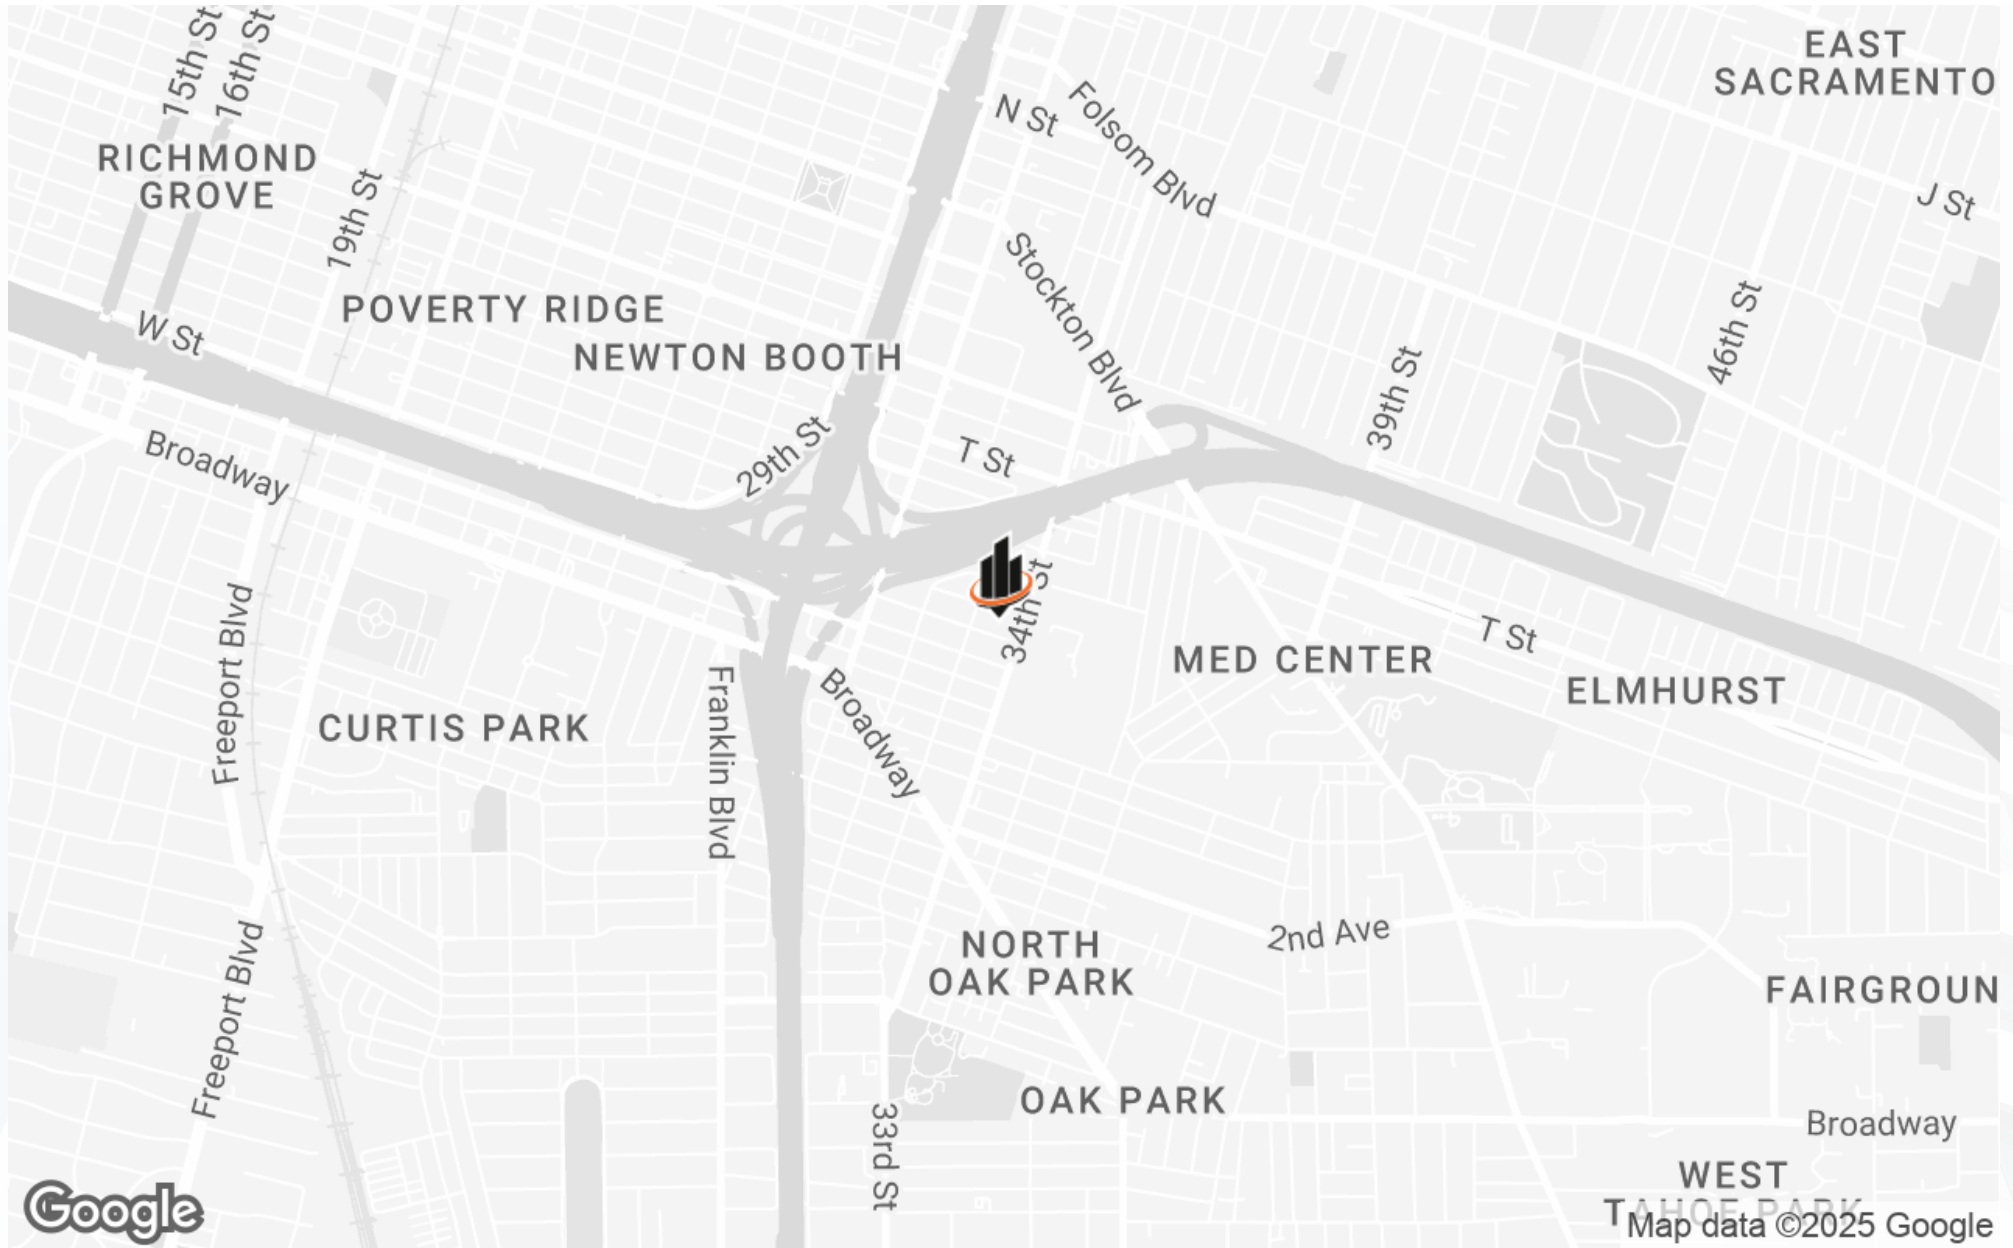 15th St
16th St
EAST
SACRAMENTO
N St
Folsom Blvd
RICHMOND
GROVE
19th St
J St
Stockton Blvd
POVERTY RIDGE
W St
NEWTON BOOTH
46th St
39th St
29th St
T St
Broadway
34th St
T St
MED CENTER
ELMHURST
Freeport Blvd
CURTIS PARK
Franklin Blvd
Broadway
2nd Ave
NORTH
OAK PARK
FAIRGROUN
Freeport Blvd
OAK PARK
33rd St
Broadway
WEST
TAHOE PARK
Google
Map data ©2025 Google